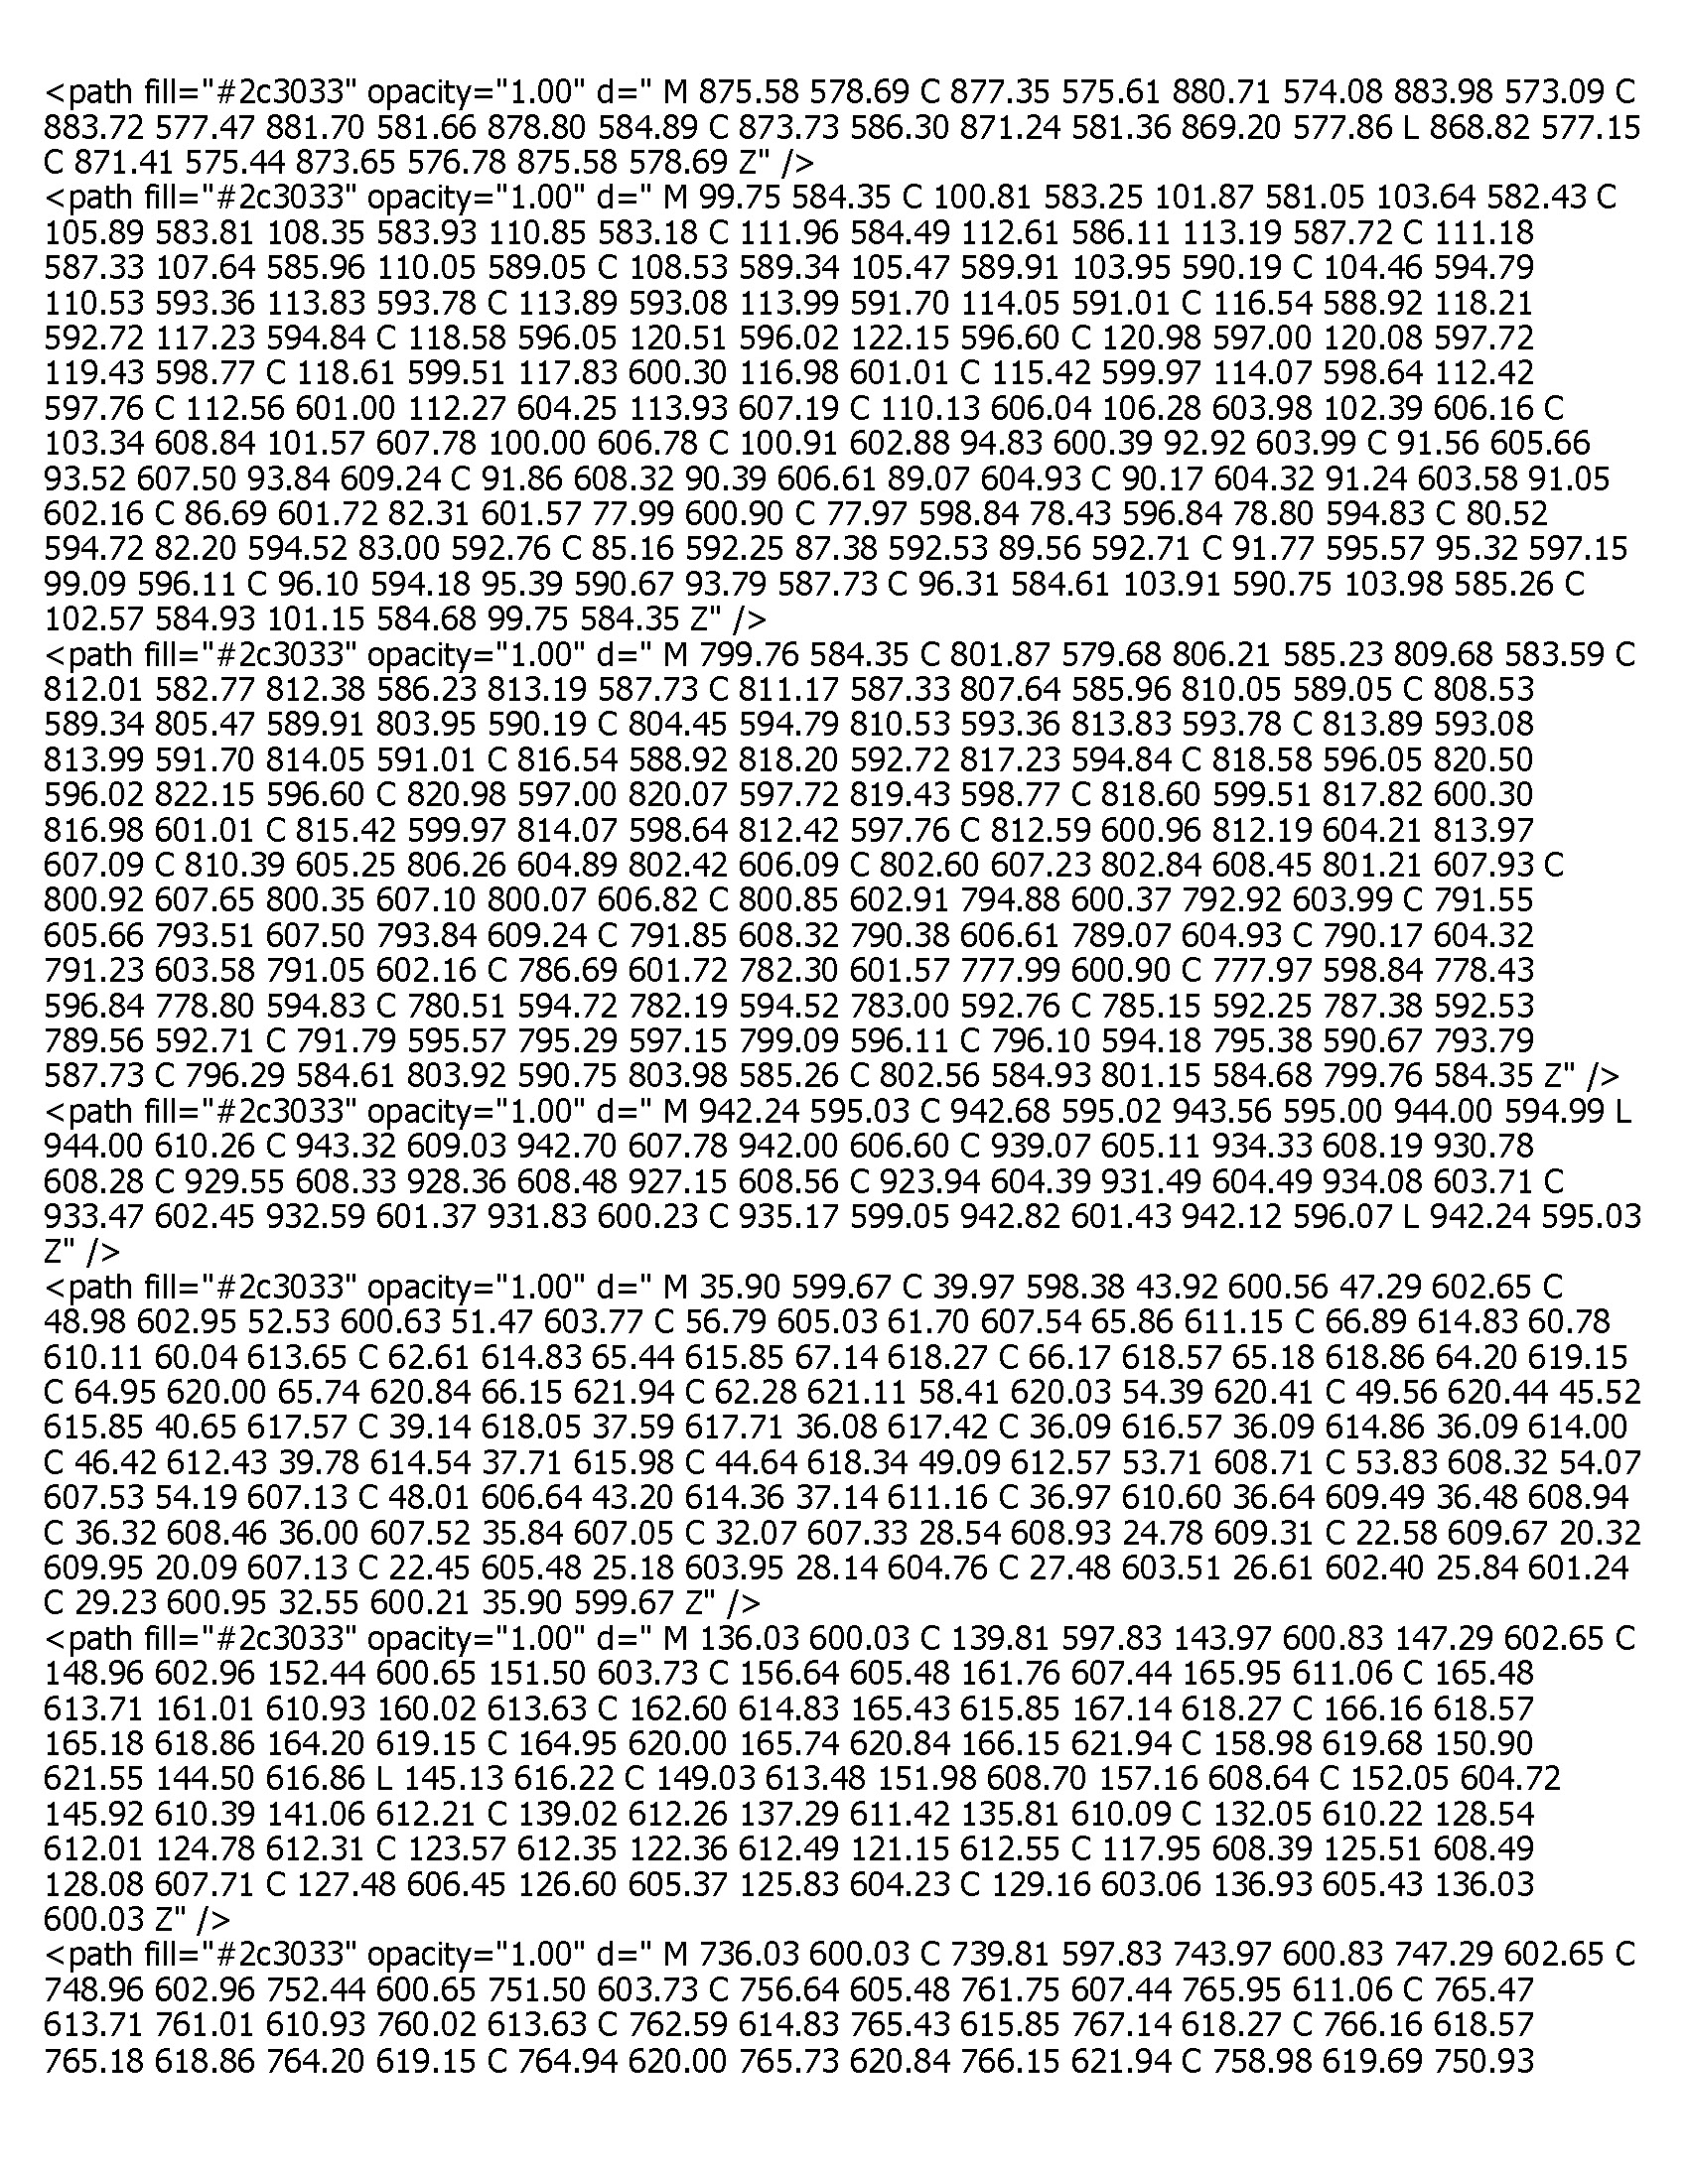 <path fill="#2c3033" opacity="1.00" d=" M 875.58 578.69 C 877.35 575.61 880.71 574.08 883.98 573.09 C
883.72 577.47 881.70 581.66 878.80 584.89 C 873.73 586.30 871.24 581.36 869.20 577.86 L 868.82 577.15
C 871.41 575.44 873.65 576.78 875.58 578.69 Z" />
<path fill="#2c3033" opacity="1.00" d=" M 99.75 584.35 C 100.81 583.25 101.87 581.05 103.64 582.43 C
105.89 583.81 108.35 583.93 110.85 583.18 C 111.96 584.49 112.61 586.11 113.19 587.72 C 111.18
587.33 107.64 585.96 110.05 589.05 C 108.53 589.34 105.47 589.91 103.95 590.19 C 104.46 594.79
110.53 593.36 113.83 593.78 C 113.89 593.08 113.99 591.70 114.05 591.01 C 116.54 588.92 118.21
592.72 117.23 594.84 C 118.58 596.05 120.51 596.02 122.15 596.60 C 120.98 597.00 120.08 597.72
119.43 598.77 C 118.61 599.51 117.83 600.30 116.98 601.01 C 115.42 599.97 114.07 598.64 112.42
597.76 C 112.56 601.00 112.27 604.25 113.93 607.19 C 110.13 606.04 106.28 603.98 102.39 606.16 C
103.34 608.84 101.57 607.78 100.00 606.78 C 100.91 602.88 94.83 600.39 92.92 603.99 C 91.56 605.66
93.52 607.50 93.84 609.24 C 91.86 608.32 90.39 606.61 89.07 604.93 C 90.17 604.32 91.24 603.58 91.05
602.16 C 86.69 601.72 82.31 601.57 77.99 600.90 C 77.97 598.84 78.43 596.84 78.80 594.83 C 80.52
594.72 82.20 594.52 83.00 592.76 C 85.16 592.25 87.38 592.53 89.56 592.71 C 91.77 595.57 95.32 597.15
99.09 596.11 C 96.10 594.18 95.39 590.67 93.79 587.73 C 96.31 584.61 103.91 590.75 103.98 585.26 C
102.57 584.93 101.15 584.68 99.75 584.35 Z" />
<path fill="#2c3033" opacity="1.00" d=" M 799.76 584.35 C 801.87 579.68 806.21 585.23 809.68 583.59 C
812.01 582.77 812.38 586.23 813.19 587.73 C 811.17 587.33 807.64 585.96 810.05 589.05 C 808.53
589.34 805.47 589.91 803.95 590.19 C 804.45 594.79 810.53 593.36 813.83 593.78 C 813.89 593.08
813.99 591.70 814.05 591.01 C 816.54 588.92 818.20 592.72 817.23 594.84 C 818.58 596.05 820.50
596.02 822.15 596.60 C 820.98 597.00 820.07 597.72 819.43 598.77 C 818.60 599.51 817.82 600.30
816.98 601.01 C 815.42 599.97 814.07 598.64 812.42 597.76 C 812.59 600.96 812.19 604.21 813.97
607.09 C 810.39 605.25 806.26 604.89 802.42 606.09 C 802.60 607.23 802.84 608.45 801.21 607.93 C
800.92 607.65 800.35 607.10 800.07 606.82 C 800.85 602.91 794.88 600.37 792.92 603.99 C 791.55
605.66 793.51 607.50 793.84 609.24 C 791.85 608.32 790.38 606.61 789.07 604.93 C 790.17 604.32
791.23 603.58 791.05 602.16 C 786.69 601.72 782.30 601.57 777.99 600.90 C 777.97 598.84 778.43
596.84 778.80 594.83 C 780.51 594.72 782.19 594.52 783.00 592.76 C 785.15 592.25 787.38 592.53
789.56 592.71 C 791.79 595.57 795.29 597.15 799.09 596.11 C 796.10 594.18 795.38 590.67 793.79
587.73 C 796.29 584.61 803.92 590.75 803.98 585.26 C 802.56 584.93 801.15 584.68 799.76 584.35 Z" />
<path fill="#2c3033" opacity="1.00" d=" M 942.24 595.03 C 942.68 595.02 943.56 595.00 944.00 594.99 L
944.00 610.26 C 943.32 609.03 942.70 607.78 942.00 606.60 C 939.07 605.11 934.33 608.19 930.78
608.28 C 929.55 608.33 928.36 608.48 927.15 608.56 C 923.94 604.39 931.49 604.49 934.08 603.71 C
933.47 602.45 932.59 601.37 931.83 600.23 C 935.17 599.05 942.82 601.43 942.12 596.07 L 942.24 595.03
Z" />
<path fill="#2c3033" opacity="1.00" d=" M 35.90 599.67 C 39.97 598.38 43.92 600.56 47.29 602.65 C
48.98 602.95 52.53 600.63 51.47 603.77 C 56.79 605.03 61.70 607.54 65.86 611.15 C 66.89 614.83 60.78
610.11 60.04 613.65 C 62.61 614.83 65.44 615.85 67.14 618.27 C 66.17 618.57 65.18 618.86 64.20 619.15
C 64.95 620.00 65.74 620.84 66.15 621.94 C 62.28 621.11 58.41 620.03 54.39 620.41 C 49.56 620.44 45.52
615.85 40.65 617.57 C 39.14 618.05 37.59 617.71 36.08 617.42 C 36.09 616.57 36.09 614.86 36.09 614.00
C 46.42 612.43 39.78 614.54 37.71 615.98 C 44.64 618.34 49.09 612.57 53.71 608.71 C 53.83 608.32 54.07
607.53 54.19 607.13 C 48.01 606.64 43.20 614.36 37.14 611.16 C 36.97 610.60 36.64 609.49 36.48 608.94
C 36.32 608.46 36.00 607.52 35.84 607.05 C 32.07 607.33 28.54 608.93 24.78 609.31 C 22.58 609.67 20.32
609.95 20.09 607.13 C 22.45 605.48 25.18 603.95 28.14 604.76 C 27.48 603.51 26.61 602.40 25.84 601.24
C 29.23 600.95 32.55 600.21 35.90 599.67 Z" />
<path fill="#2c3033" opacity="1.00" d=" M 136.03 600.03 C 139.81 597.83 143.97 600.83 147.29 602.65 C
148.96 602.96 152.44 600.65 151.50 603.73 C 156.64 605.48 161.76 607.44 165.95 611.06 C 165.48
613.71 161.01 610.93 160.02 613.63 C 162.60 614.83 165.43 615.85 167.14 618.27 C 166.16 618.57
165.18 618.86 164.20 619.15 C 164.95 620.00 165.74 620.84 166.15 621.94 C 158.98 619.68 150.90
621.55 144.50 616.86 L 145.13 616.22 C 149.03 613.48 151.98 608.70 157.16 608.64 C 152.05 604.72
145.92 610.39 141.06 612.21 C 139.02 612.26 137.29 611.42 135.81 610.09 C 132.05 610.22 128.54
612.01 124.78 612.31 C 123.57 612.35 122.36 612.49 121.15 612.55 C 117.95 608.39 125.51 608.49
128.08 607.71 C 127.48 606.45 126.60 605.37 125.83 604.23 C 129.16 603.06 136.93 605.43 136.03
600.03 Z" />
<path fill="#2c3033" opacity="1.00" d=" M 736.03 600.03 C 739.81 597.83 743.97 600.83 747.29 602.65 C
748.96 602.96 752.44 600.65 751.50 603.73 C 756.64 605.48 761.75 607.44 765.95 611.06 C 765.47
613.71 761.01 610.93 760.02 613.63 C 762.59 614.83 765.43 615.85 767.14 618.27 C 766.16 618.57
765.18 618.86 764.20 619.15 C 764.94 620.00 765.73 620.84 766.15 621.94 C 758.98 619.69 750.93